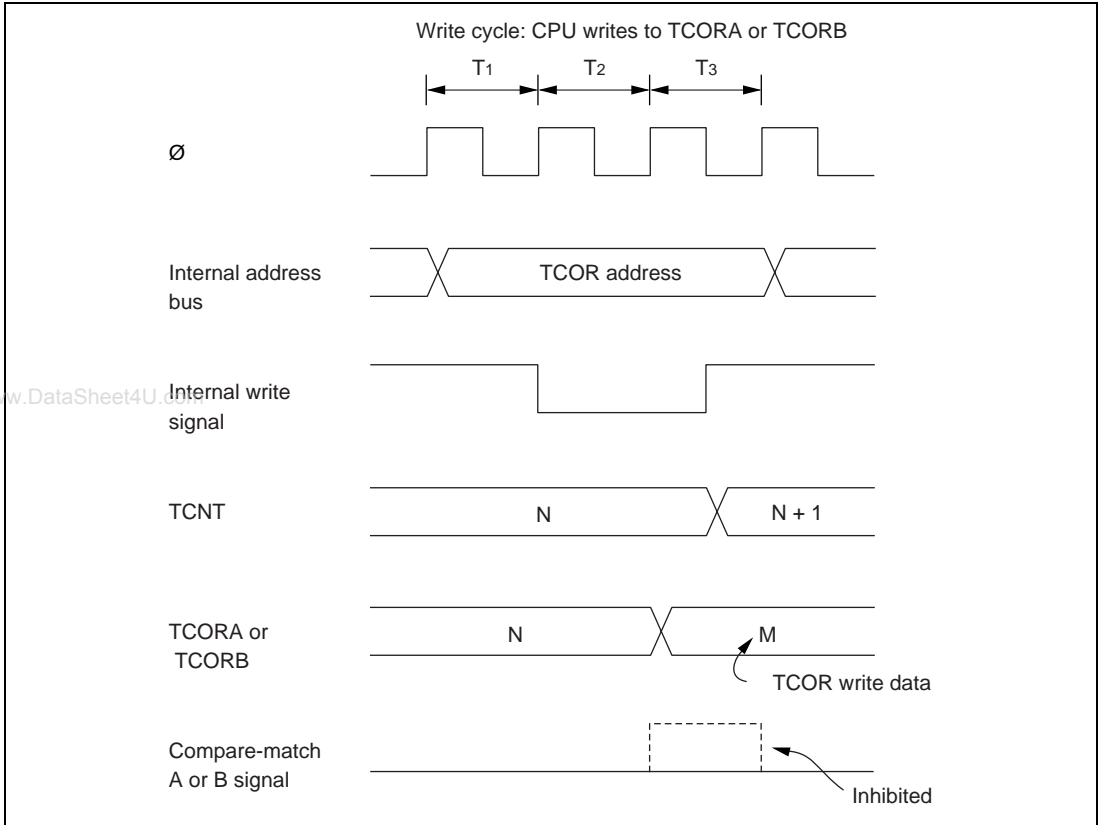 Write cycle: CPU writes to TCORA or TCORB
T1 T2 T3
Ø
Internal address
bus
TCOR address
w.DataSheet4U.com
Internal write
signal
TCNT
N
N + 1
TCORA or
TCORB
N
M
TCOR write data
Compare-match
A or B signal
Inhibited